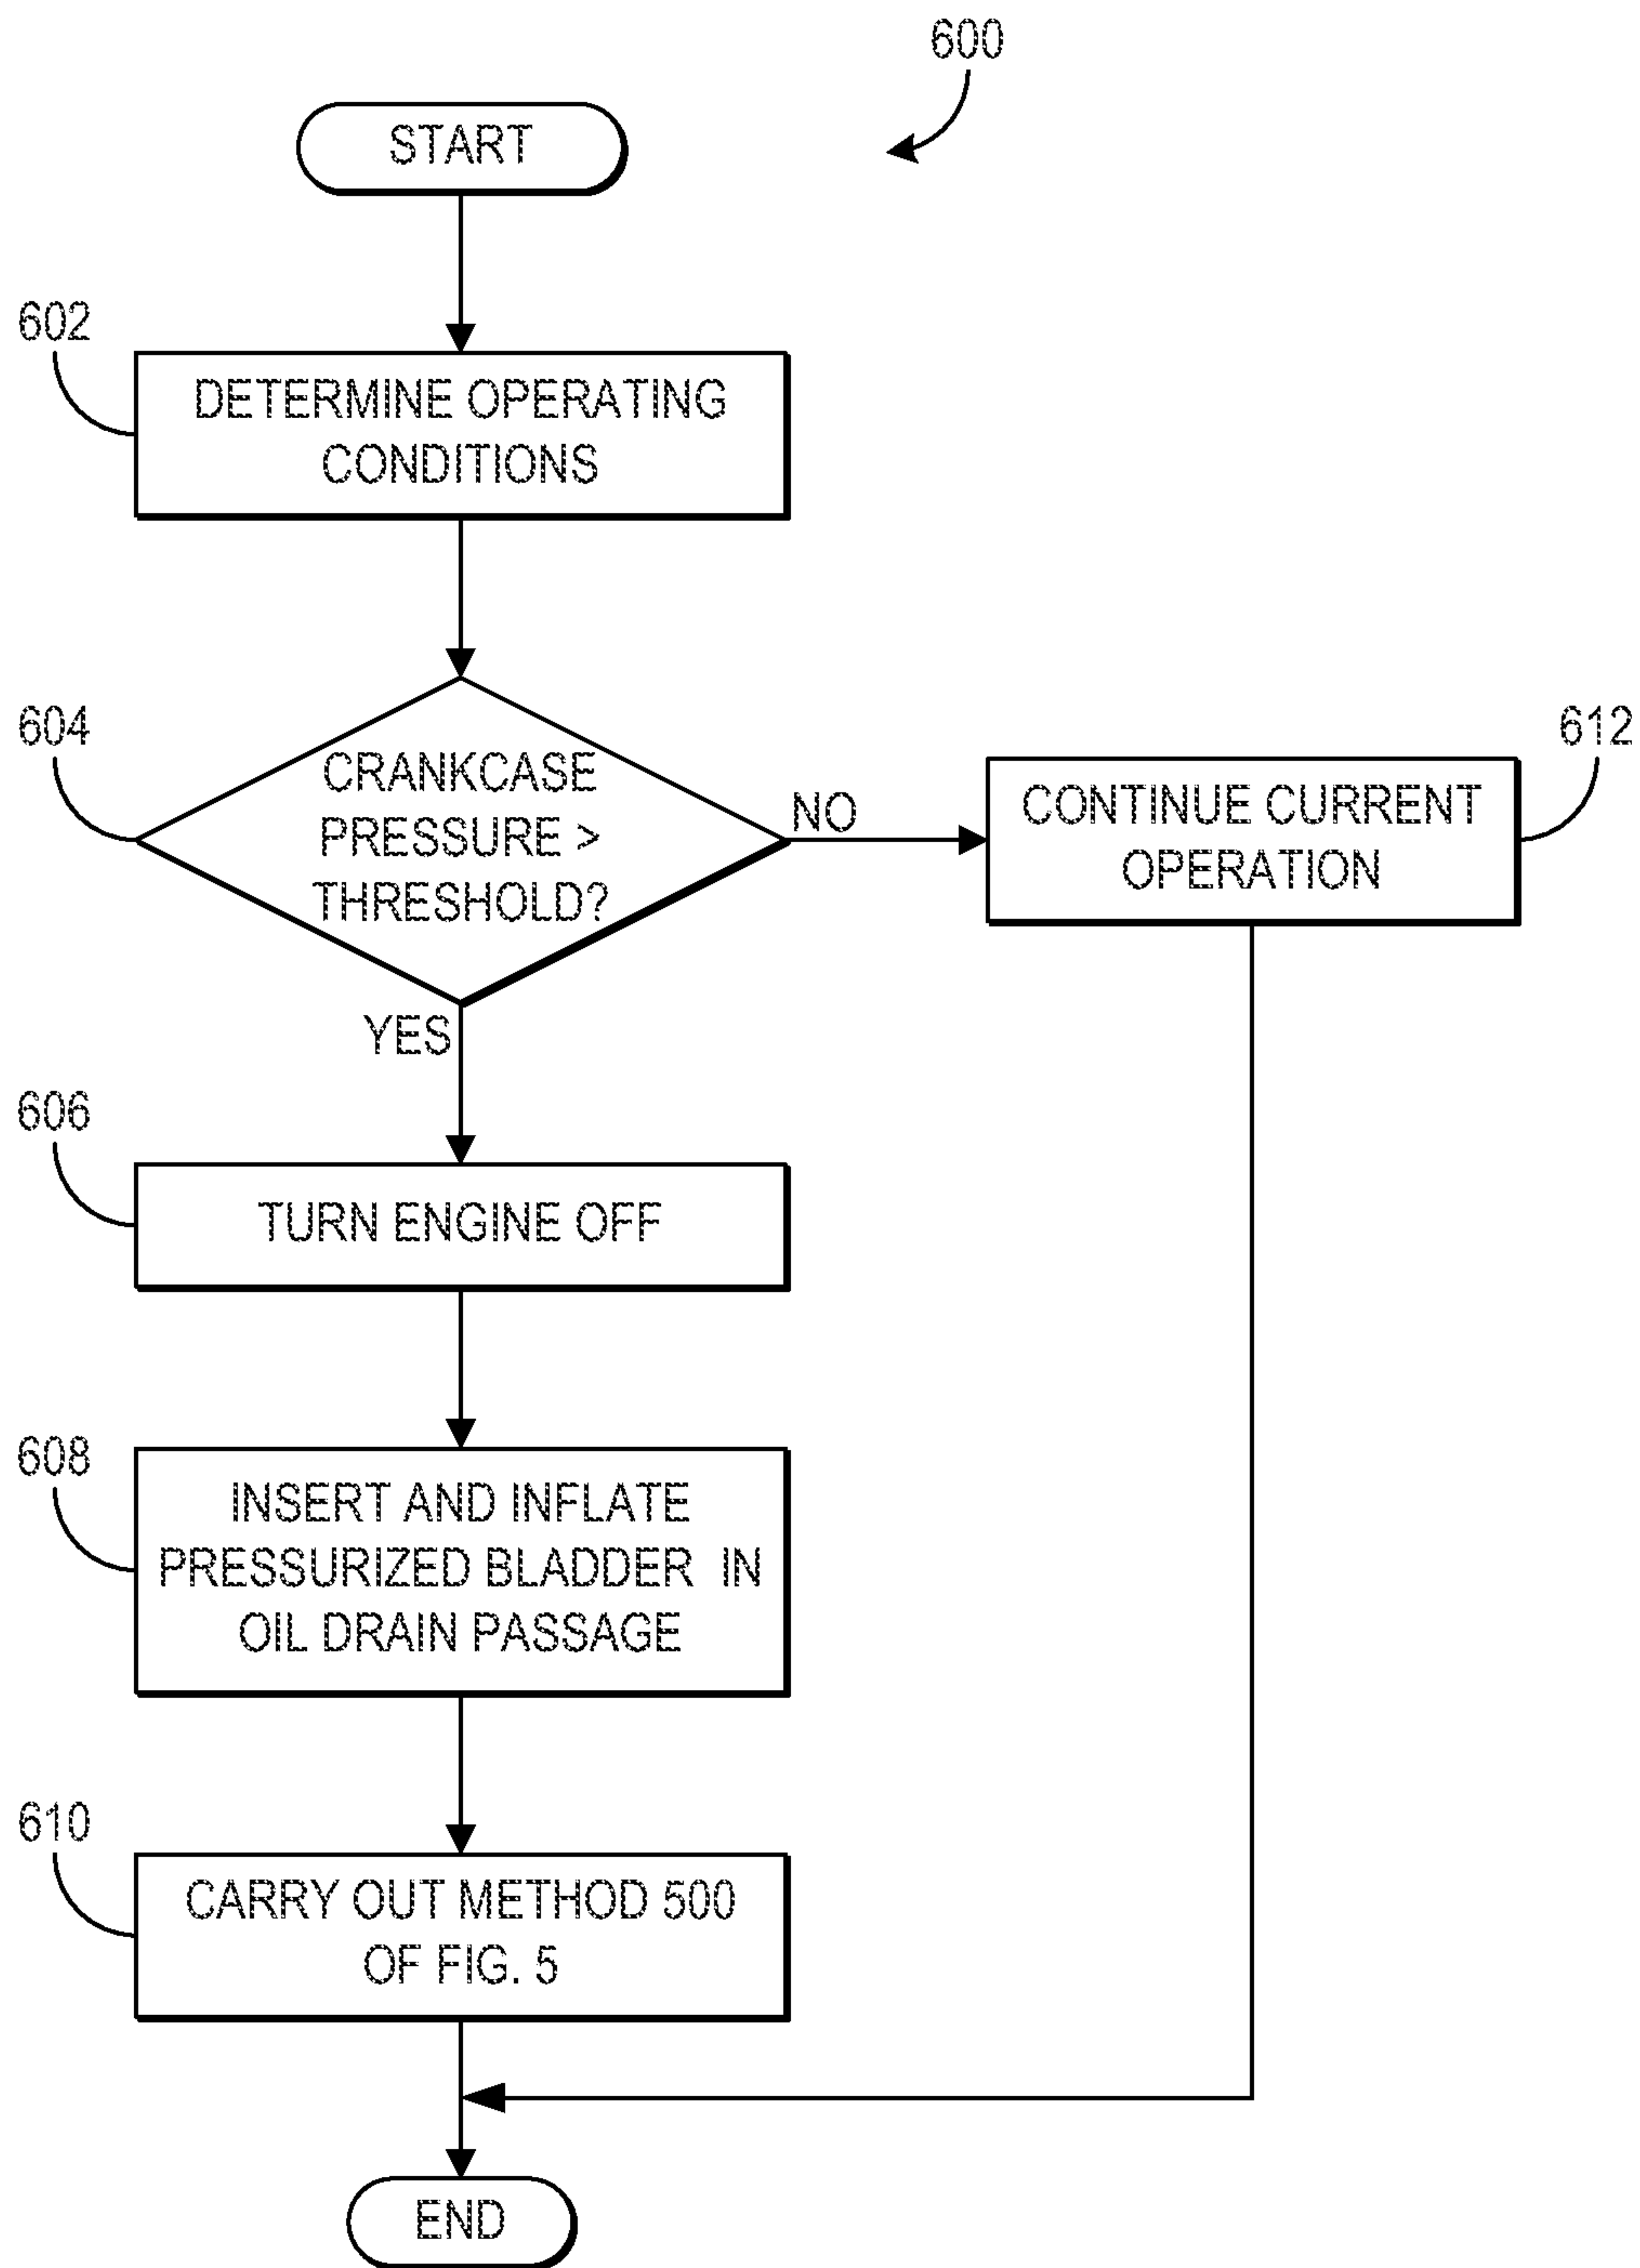 600
START
602
DETERMINE OPERATING
CONDITIONS
604
CRANKCASE
PRESSURE >
THRESHOLD?
NO
612
CONTINUE CURRENT
OPERATION
YES
606
TURN ENGINE OFF
608
INSERT AND INFLATE
PRESSURIZED BLADDER IN
OIL DRAIN PASSAGE
610
CARRY OUT METHOD 500
OF FIG. 5
END